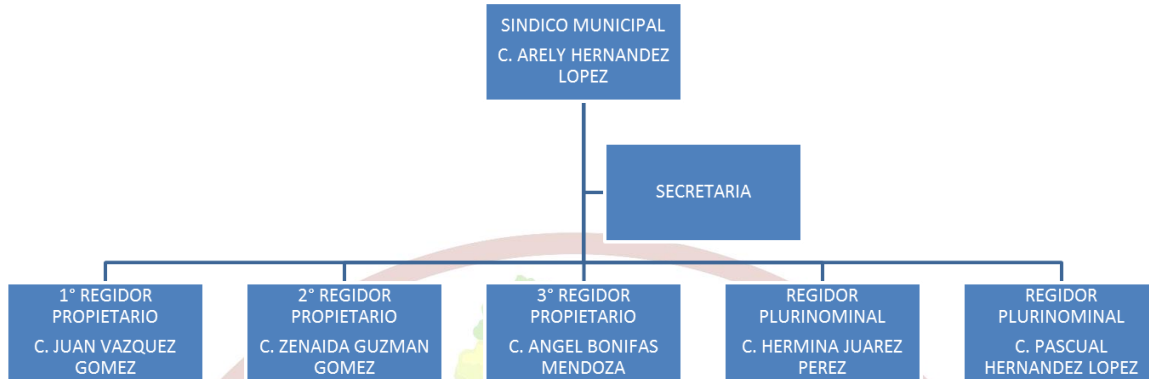 SINDICO MUNICIPAL
C. ARELY HERNANDEZ
LOPEZ
SECRETARIA
1° REGIDOR
PROPIETARIO
C. JUAN VAZQUEZ
GOMEZ
2° REGIDOR
PROPIETARIO
C. ZENAIDA GUZMAN
GOMEZ
3° REGIDOR
PROPIETARIO
C. ANGEL BONIFAS
MENDOZA
REGIDOR
PLURINOMINAL
C. HERMINA JUAREZ
PEREZ
REGIDOR
PLURINOMINAL
C. PASCUAL
HERNANDEZ LOPEZ